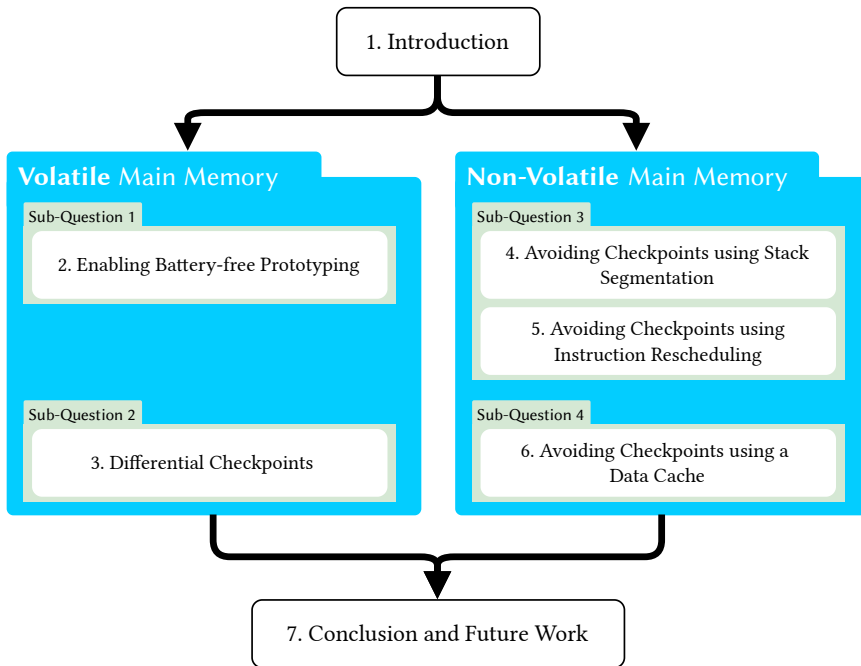 1. Introduction
Volatile Main Memory
Sub-Question 1
2. Enabling Battery-free Prototyping
Sub-Question 2
3. Differential Checkpoints
Non-Volatile Main Memory
Sub-Question 3
4. Avoiding Checkpoints using Stack
Segmentation
5. Avoiding Checkpoints using
Instruction Rescheduling
Sub-Question 4
6. Avoiding Checkpoints using a
Data Cache
7. Conclusion and Future Work